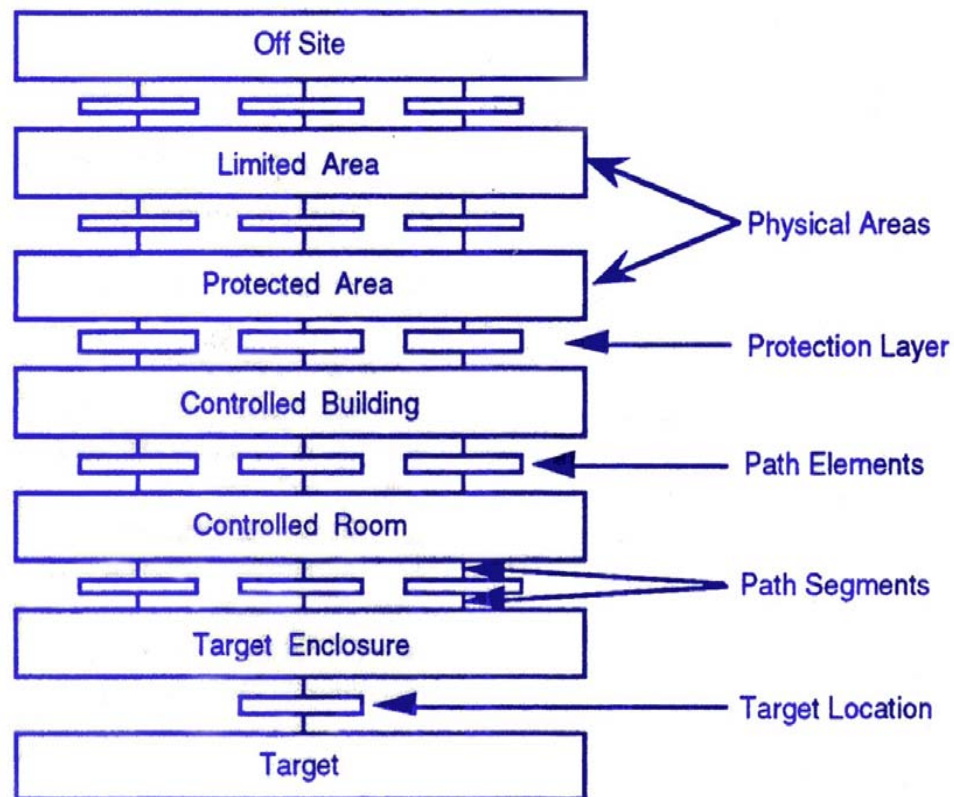 Off Site
Limited Area
Physical Areas
Protected Area
Protection Layer
Controlled Building
Path Elements
Controlled Room
Path Segments
Target Enclosure
Target Location
Target